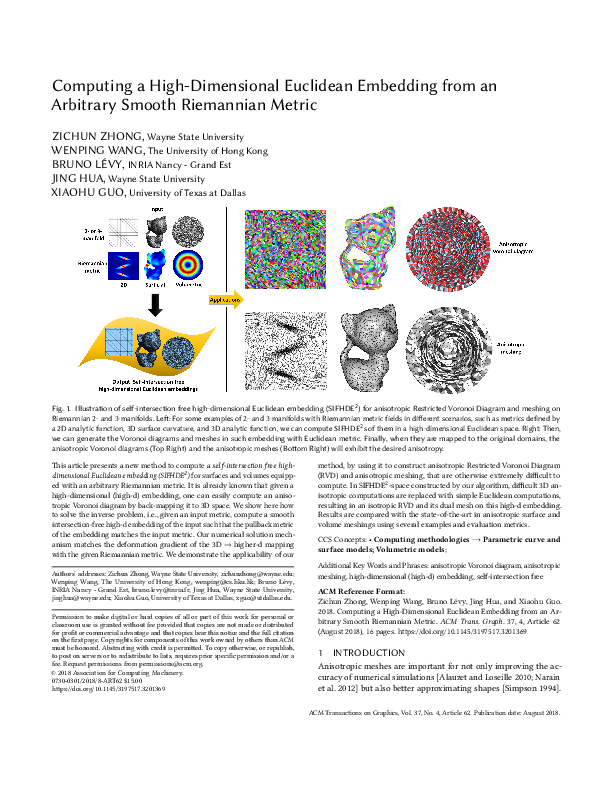 Computing a High-Dimensional Euclidean Embedding from an
Arbitrary Smooth Riemannian Metric
ZICHUN ZHONG, Wayne State University
WENPING WANG, The University of Hong Kong
BRUNO LÉVY, INRIA Nancy - Grand Est
JING HUA, Wayne State University
XIAOHU GUO, University of Texas at Dallas
Input
2- or 3-
manifold
Riemannian
metric
2D
Surficial
Volumetric
Output: Self-intersection free
high-dimensional Euclidean embeddings
Applications
Anisotropic
Voronoi diagram
Anisotropic
meshing
Fig. 1. Illustration of self-intersection free high-dimensional Euclidean embedding (SIFHDE²) for anisotropic Restricted Voronoi Diagram and meshing on
Riemannian 2- and 3-manifolds. Left: For some examples of 2- and 3-manifolds with Riemannian metric fields in different scenarios, such as metrics defined by
a 2D analytic function, 3D surface curvature, and 3D analytic function, we can compute SIFHDE²s of them in a high-dimensional Euclidean space. Right: Then,
we can generate the Voronoi diagrams and meshes in such embedding with Euclidean metric. Finally, when they are mapped to the original domains, the
anisotropic Voronoi diagrams (Top Right) and the anisotropic meshes (Bottom Right) will exhibit the desired anisotropy.
This article presents a new method to compute a self-intersection free high-
dimensional Euclidean embedding (SIFHDE²) for surfaces and volumes equipp-
ed with an arbitrary Riemannian metric. It is already known that given a
high-dimensional (high-d) embedding, one can easily compute an aniso-
tropic Voronoi diagram by back-mapping it to 3D space. We show here how
to solve the inverse problem, i.e., given an input metric, compute a smooth
intersection-free high-d embedding of the input such that the pullback metric
of the embedding matches the input metric. Our numerical solution mech-
anism matches the deformation gradient of the 3D → higher-d mapping
with the given Riemannian metric. We demonstrate the applicability of our
Authors' addresses: Zichun Zhong, Wayne State University, zichunzhong@wayne.edu;
Wenping Wang, The University of Hong Kong, wenping@cs.hku.hk; Bruno Lévy,
INRIA Nancy - Grand Est, bruno.levy@inria.fr; Jing Hua, Wayne State University,
jinghua@wayne.edu; Xiaohu Guo, University of Texas at Dallas, xguo@utdallas.edu.
Permission to make digital or hard copies of all or part of this work for personal or
classroom use is granted without fee provided that copies are not made or distributed
for profit or commercial advantage and that copies bear this notice and the full citation
on the first page. Copyrights for components of this work owned by others than ACM
must be honored. Abstracting with credit is permitted. To copy otherwise, or republish,
to post on servers or to redistribute to lists, requires prior specific permission and/or a
fee. Request permissions from permissions@acm.org.
© 2018 Association for Computing Machinery.
0730-0301/2018/8-ART62 $15.00
https://doi.org/10.1145/3197517.3201369
method, by using it to construct anisotropic Restricted Voronoi Diagram
(RVD) and anisotropic meshing, that are otherwise extremely difficult to
compute. In SIFHDE²-space constructed by our algorithm, difficult 3D an-
isotropic computations are replaced with simple Euclidean computations,
resulting in an isotropic RVD and its dual mesh on this high-d embedding.
Results are compared with the state-of-the-art in anisotropic surface and
volume meshings using several examples and evaluation metrics.
CCS Concepts: • Computing methodologies → Parametric curve and
surface models; Volumetric models;
Additional Key Words and Phrases: anisotropic Voronoi diagram, anisotropic
meshing, high-dimensional (high-d) embedding, self-intersection free
ACM Reference Format:
Zichun Zhong, Wenping Wang, Bruno Lévy, Jing Hua, and Xiaohu Guo.
2018. Computing a High-Dimensional Euclidean Embedding from an Ar-
bitrary Smooth Riemannian Metric. ACM Trans. Graph. 37, 4, Article 62
(August 2018), 16 pages. https://doi.org/10.1145/3197517.3201369
1 INTRODUCTION
Anisotropic meshes are important for not only improving the ac-
curacy of numerical simulations [Alauzet and Loseille 2010; Narain
et al. 2012] but also better approximating shapes [Simpson 1994].
ACM Transactions on Graphics, Vol. 37, No. 4, Article 62. Publication date: August 2018.